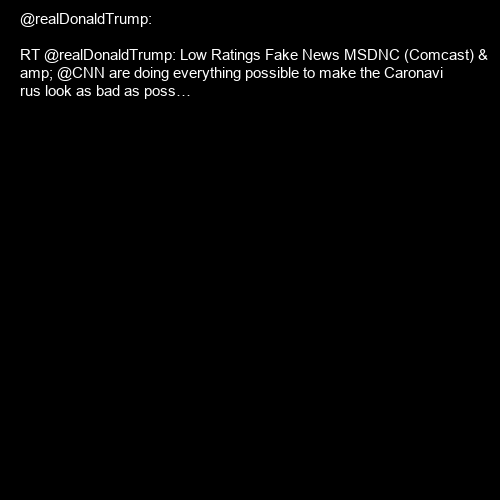 @realDonaldTrump:
RT @realDonaldTrump: Low Ratings Fake News MSDNC (Comcast) &
amp; @CNN are doing everything possible to make the Caronavi
rus look as bad as poss…